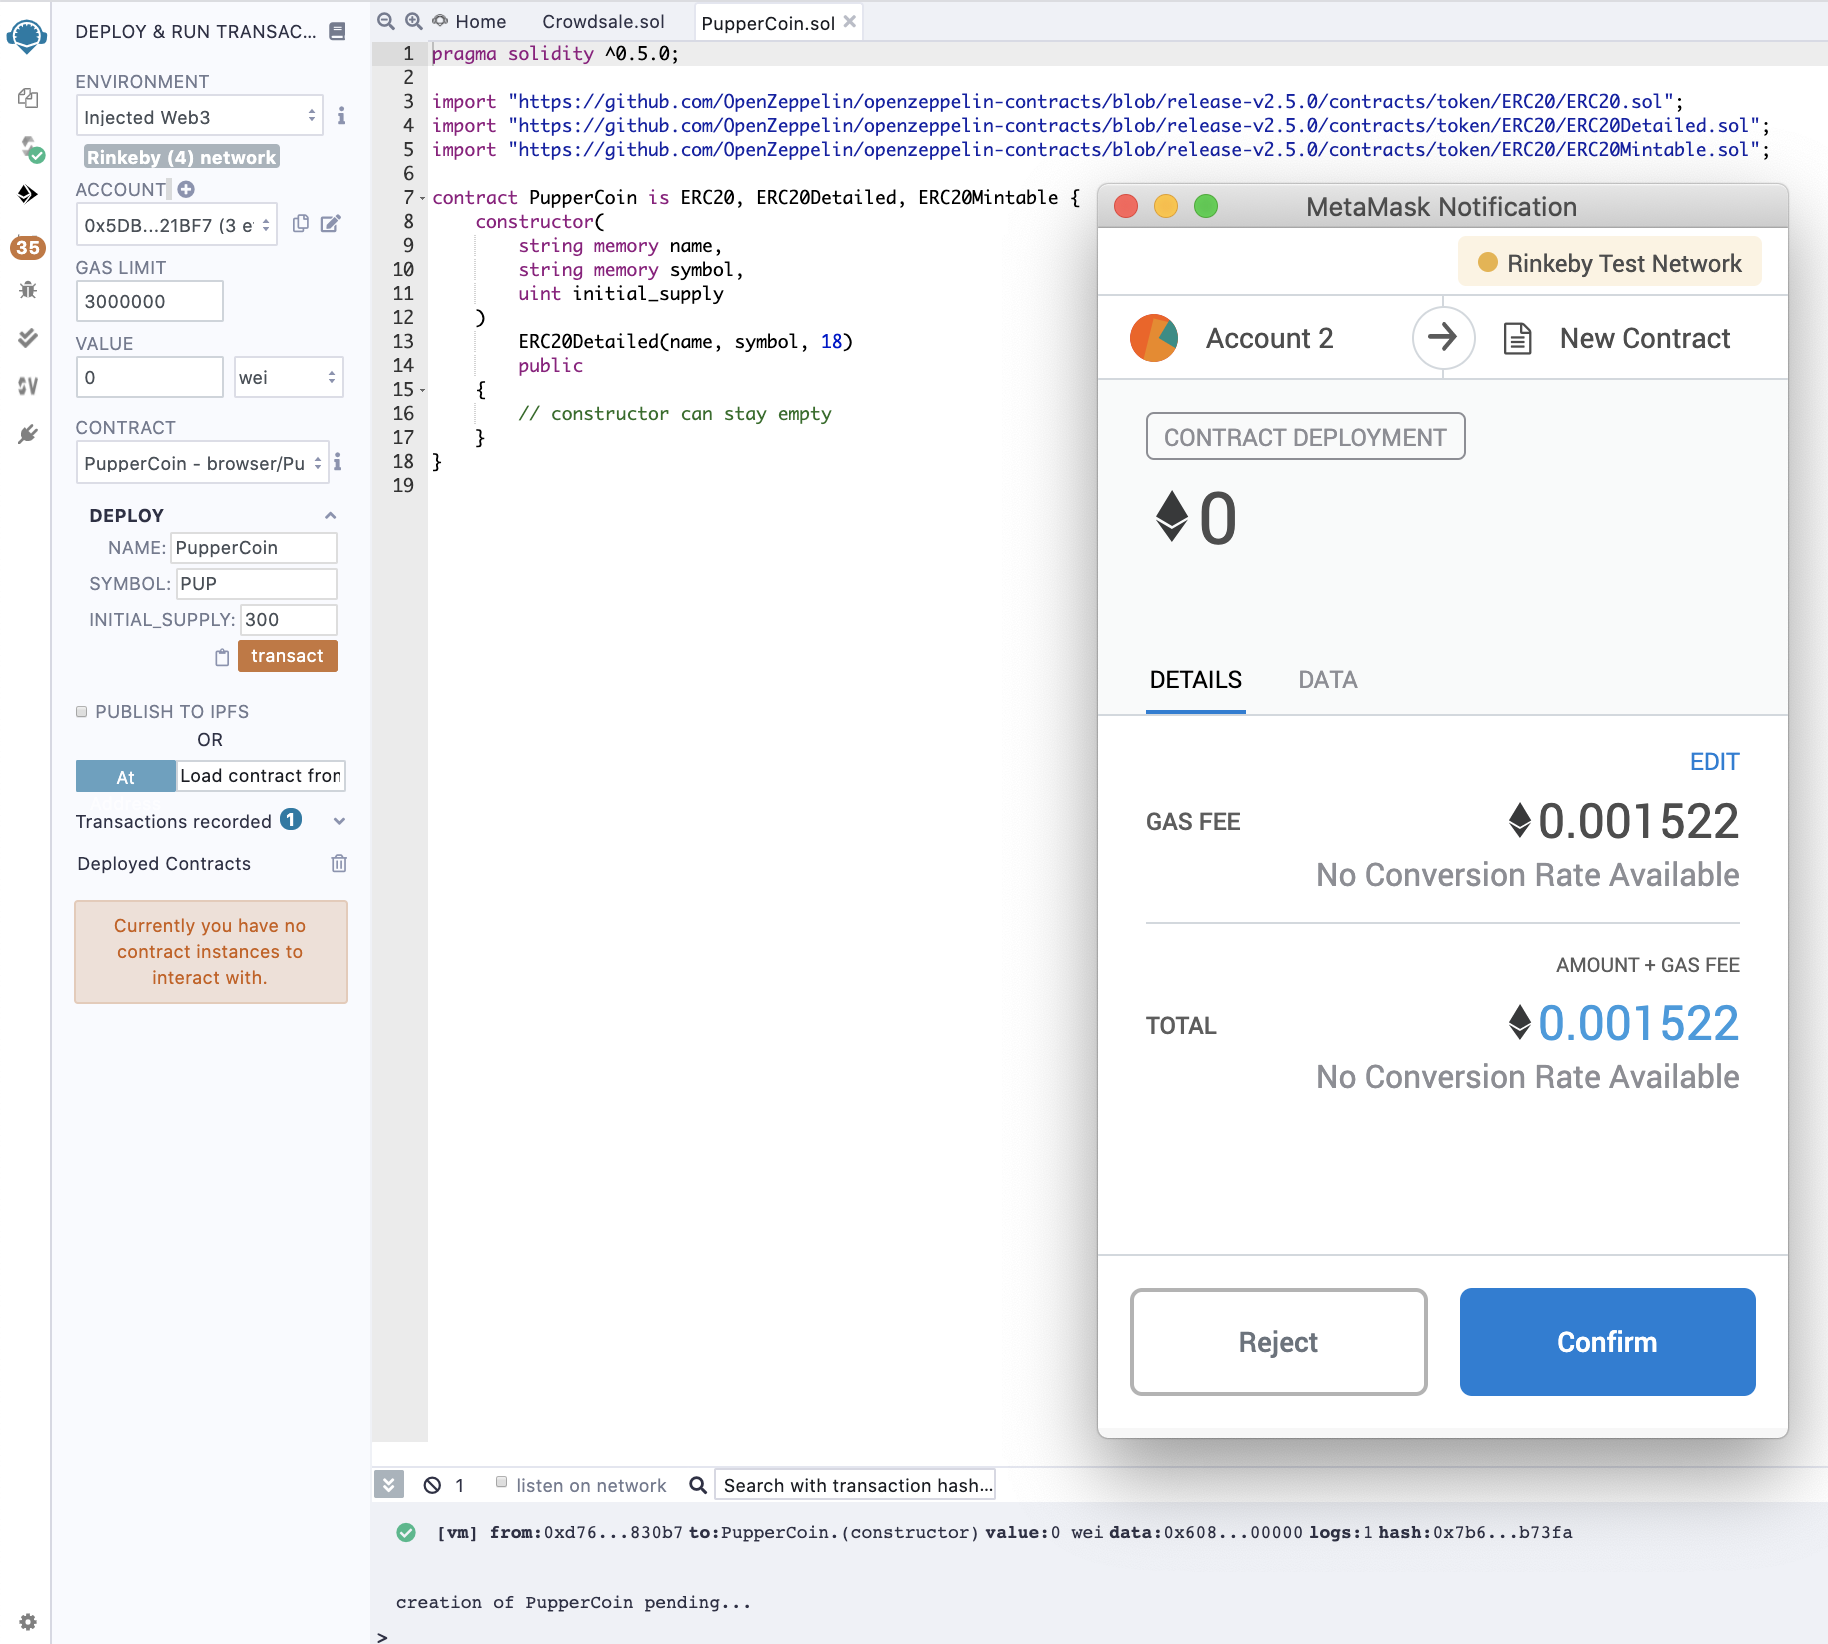 DEPLOY & RUN TRANSAC...
ENVIRONMENT
Injected Web3
Rinkeby (4) network
ACCOUNT
0x5DB...21BF7 (3 e
GAS LIMIT
3000000
VALUE
0
wei
CONTRACT
PupperCoin - browser/Pu
DEPLOY
NAME: PupperCoin
SYMBOL: PUP
INITIAL_SUPPLY: 300
transact
PUBLISH TO IPFS
OR
At
Load contract from
Transactions recorded 1
Deployed Contracts
Currently you have no
contract instances to
interact with.
35
Home
Crowdsale.sol
PupperCoin.sol
1 pragma solidity ^0.5.0;
2
3 import "https://github.com/OpenZeppelin/openzeppelin-contracts/blob/release-v2.5.0/contracts/token/ERC20/ERC20.sol";
4 import "https://github.com/OpenZeppelin/openzeppelin-contracts/blob/release-v2.5.0/contracts/token/ERC20/ERC20Detailed.sol";
5 import "https://github.com/OpenZeppelin/openzeppelin-contracts/blob/release-v2.5.0/contracts/token/ERC20/ERC20Mintable.sol";
6
7 contract PupperCoin is ERC20, ERC20Detailed, ERC20Mintable {
8 constructor(
9 string memory name,
10 string memory symbol,
11 uint initial_supply
12 )
13 ERC20Detailed(name, symbol, 18)
14 public
15 {
16 // constructor can stay empty
17 }
18 }
19
MetaMask Notification
Rinkeby Test Network
Account 2
New Contract
CONTRACT DEPLOYMENT
0
DETAILS
DATA
EDIT
GAS FEE
0.001522
No Conversion Rate Available
AMOUNT + GAS FEE
TOTAL
0.001522
No Conversion Rate Available
Reject
Confirm
1
listen on network
Search with transaction hash...
[vm] from:0xd76...830b7 to:PupperCoin.(constructor) value:0 wei data:0x608...00000 logs:1 hash:0x7b6...b73fa
creation of PupperCoin pending...
>